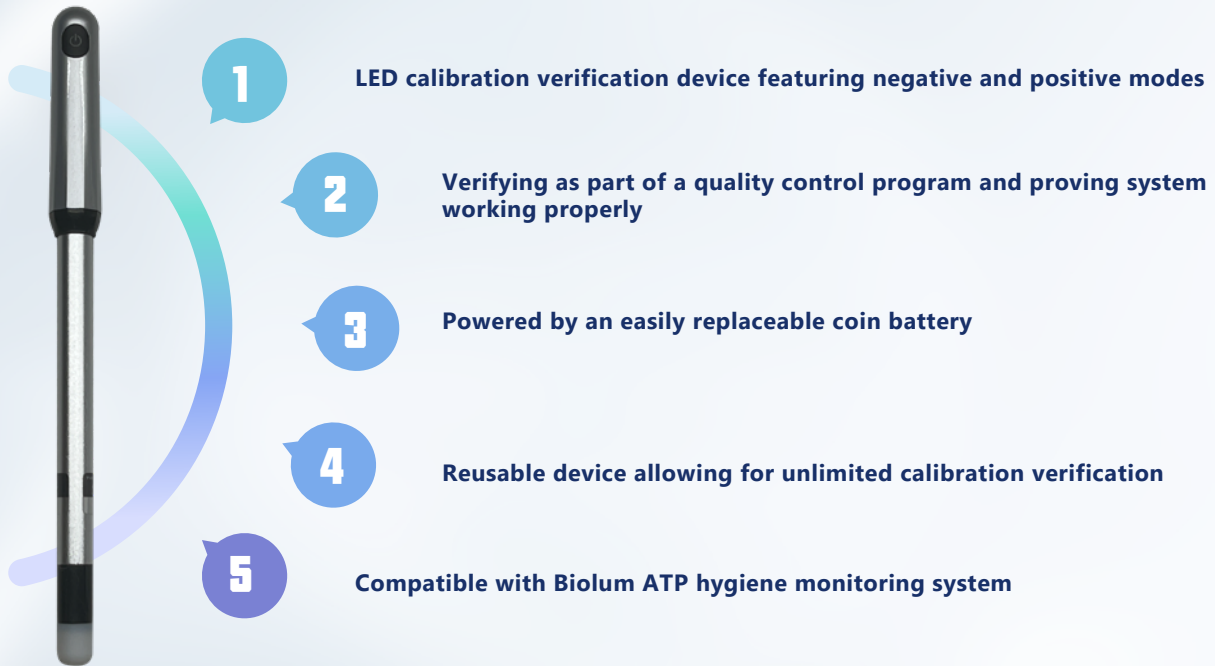 1
LED calibration verification device featuring negative and positive modes
2
Verifying as part of a quality control program and proving system
working properly
3
Powered by an easily replaceable coin battery
4
Reusable device allowing for unlimited calibration verification
5
Compatible with Biolum ATP hygiene monitoring system